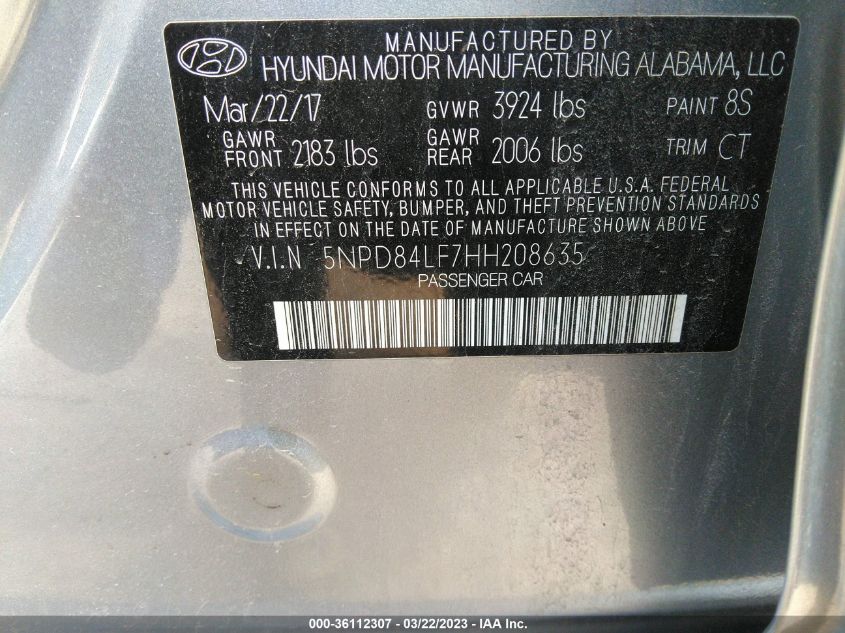 MANUFACTURED BY
HYUNDAI MOTOR MANUFACTURING ALABAMA, LLC
Mar/22/17 GVWR 3924 lbs PAINT 8S
GAWR FRONT 2183 lbs GAWR REAR 2006 lbs TRIM CT
THIS VEHICLE CONFORMS TO ALL APPLICABLE U.S.A. FEDERAL
MOTOR VEHICLE SAFETY, BUMPER, AND THEFT PREVENTION STANDARDS
IN EFFECT ON THE DATE OF MANUFACTURE SHOWN ABOVE
V.I.N 5NPD84LF7HH208635
PASSENGER CAR
000-36112307 - 03/22/2023 - IAA Inc.